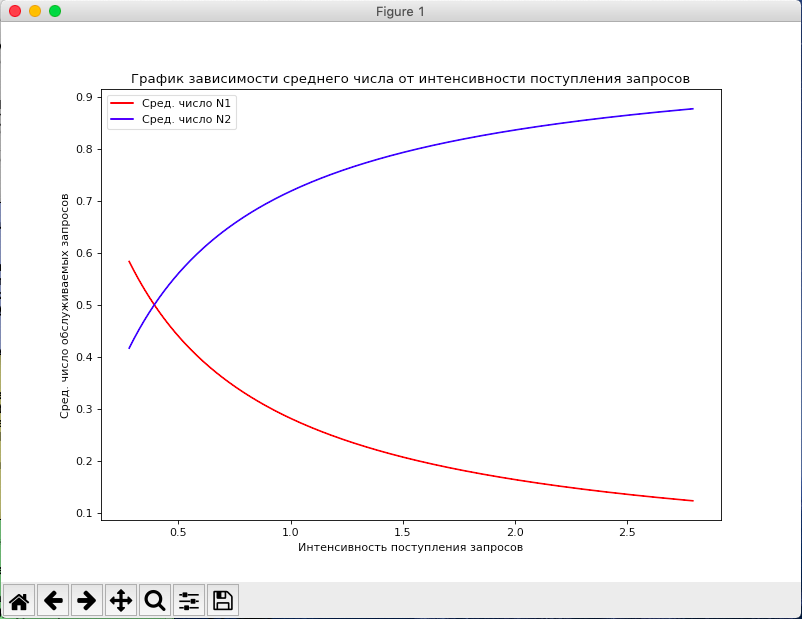 Figure 1
График зависимости среднего числа от интенсивности поступления запросов
Сред. число N1
Сред. число N2
Сред. число обслуживаемых запросов
0.9
0.8
0.7
0.6
0.5
0.4
0.3
0.2
0.1
0.5
1.0
1.5
2.0
2.5
Интенсивность поступления запросов